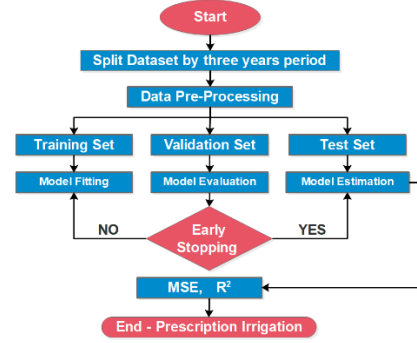 Start
Split Dataset by three years period
Data Pre-Processing
Training Set
Validation Set
Test Set
Model Fitting
Model Evaluation
Model Estimation
NO
Early
Stopping
YES
MSE, R²
End - Prescription Irrigation